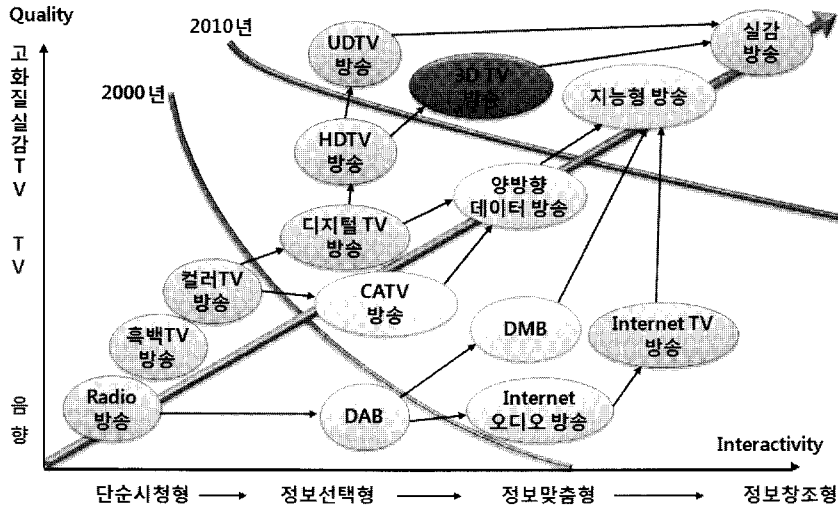 Quality
고화질실감TV
TV
음향
2010년
2000년
UDTV
방송
실감
방송
3D TV
방송
지능형 방송
HDTV
방송
양방향
데이터 방송
디지털 TV
방송
컬러TV
방송
CATV
방송
흑백TV
방송
DMB
Internet TV
방송
Radio
방송
DAB
Internet
오디오 방송
Interactivity
단순시청형
정보선택형
정보맞춤형
정보창조형